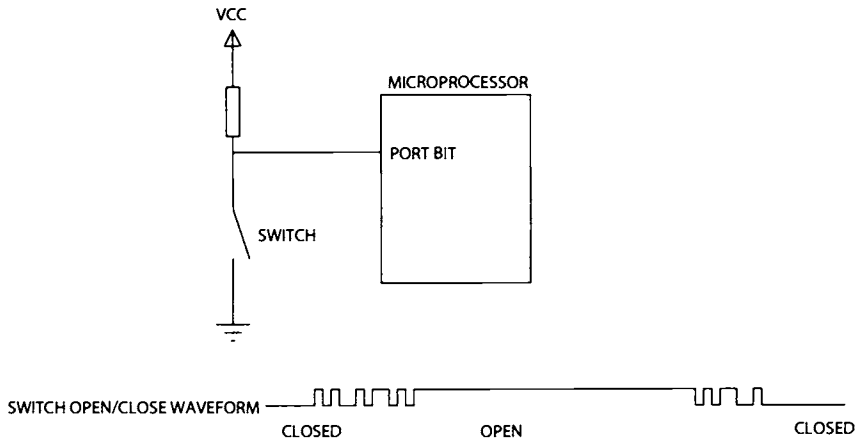 VCC
MICROPROCESSOR
PORT BIT
SWITCH
SWITCH OPEN/CLOSE WAVEFORM
CLOSED
OPEN
CLOSED